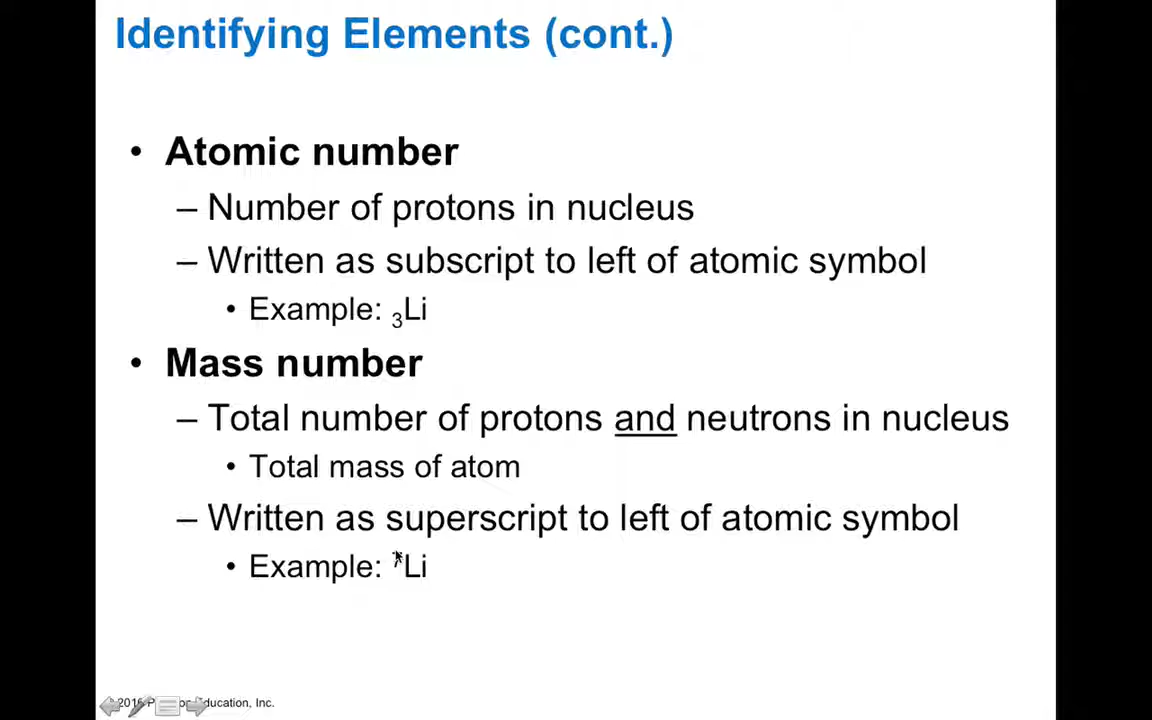 Identifying Elements (cont.)
• Atomic number
– Number of protons in nucleus
– Written as subscript to left of atomic symbol
• Example: ₃Li
• Mass number
– Total number of protons and neutrons in nucleus
• Total mass of atom
– Written as superscript to left of atomic symbol
• Example: Li
Education, Inc.